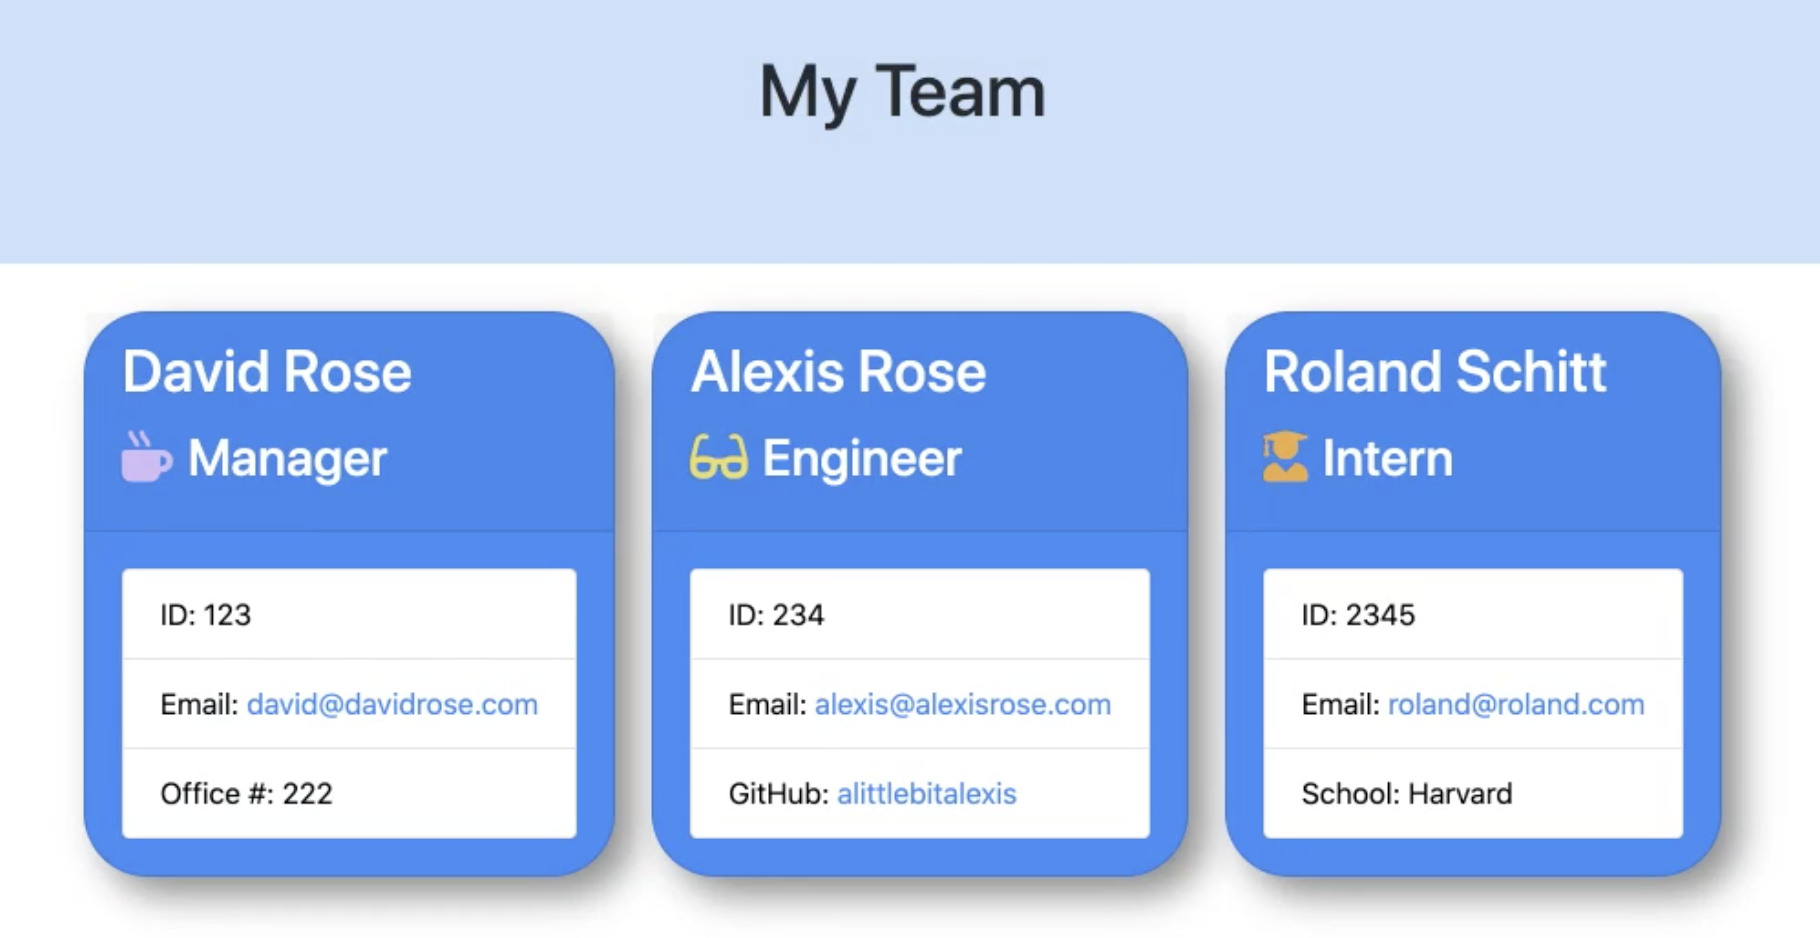 My Team
David Rose
Manager
ID: 123
Email: david@davidrose.com
Office #: 222
Alexis Rose
Engineer
ID: 234
Email: alexis@alexisrose.com
GitHub: alittlebitalexis
Roland Schitt
Intern
ID: 2345
Email: roland@roland.com
School: Harvard